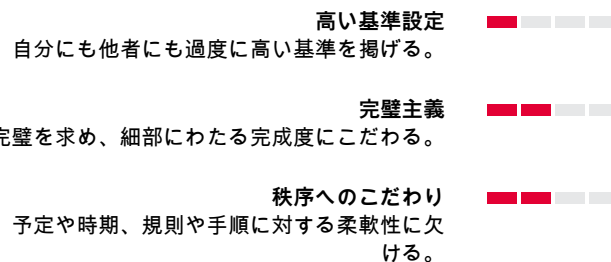 高い基準設定
自分にも他者にも過度に高い基準を掲げる。
完璧主義
完璧を求め、細部にわたる完成度にこだわる。
秩序へのこだわり
予定や時期、規則や手順に対する柔軟性に欠
ける。